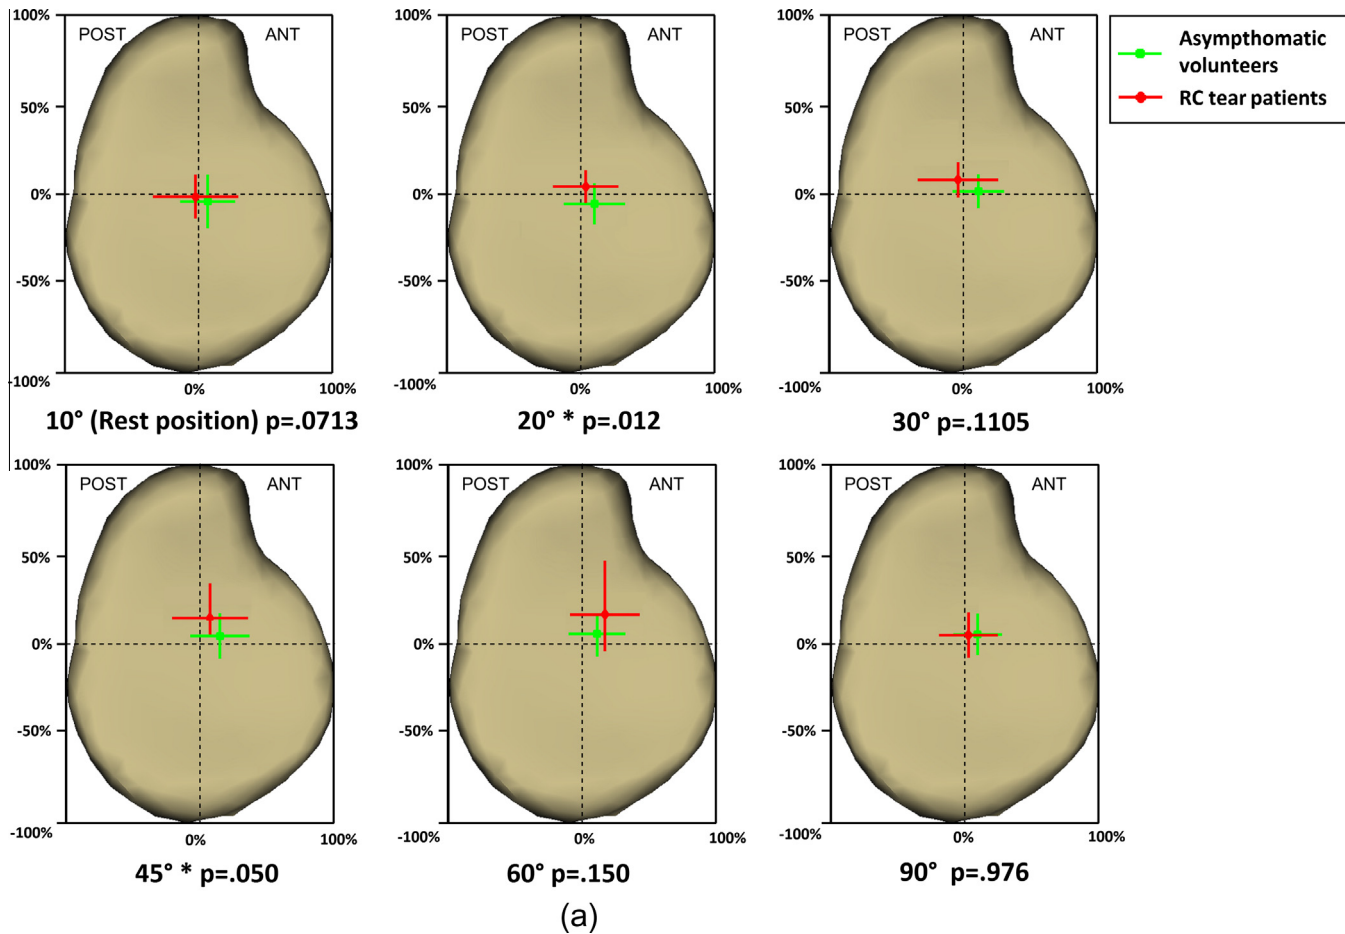 100%
POST
ANT
50%
0%
-50%
-100%
0%
100%
10° (Rest position) p=.0713
100%
POST
ANT
50%
0%
-50%
-100%
0%
100%
20° * p=.012
100%
POST
ANT
50%
0%
-50%
-100%
0%
100%
30° p=.1105
Asympthomatic
volunteers
RC tear patients
100%
POST
ANT
50%
0%
-50%
-100%
0%
100%
45° * p=.050
100%
POST
ANT
50%
0%
-50%
-100%
0%
100%
60° p=.150
100%
POST
ANT
50%
0%
-50%
-100%
0%
100%
90° p=.976
(a)